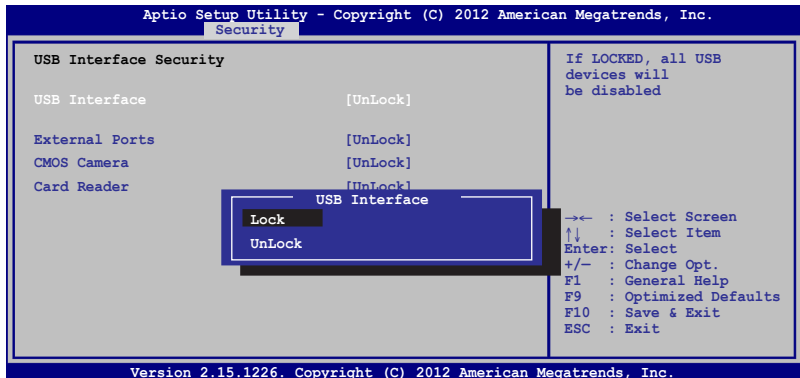 Aptio Setup Utility - Copyright (C) 2012 American Megatrends, Inc.
Security
USB Interface Security
USB Interface [UnLock]
External Ports [UnLock]
CMOS Camera [UnLock]
Card Reader [UnLock]
USB Interface
Lock
UnLock
If LOCKED, all USB
devices will
be disabled
→← : Select Screen
↑↓ : Select Item
Enter: Select
+/— : Change Opt.
F1 : General Help
F9 : Optimized Defaults
F10 : Save & Exit
ESC : Exit
Version 2.15.1226. Copyright (C) 2012 American Megatrends, Inc.